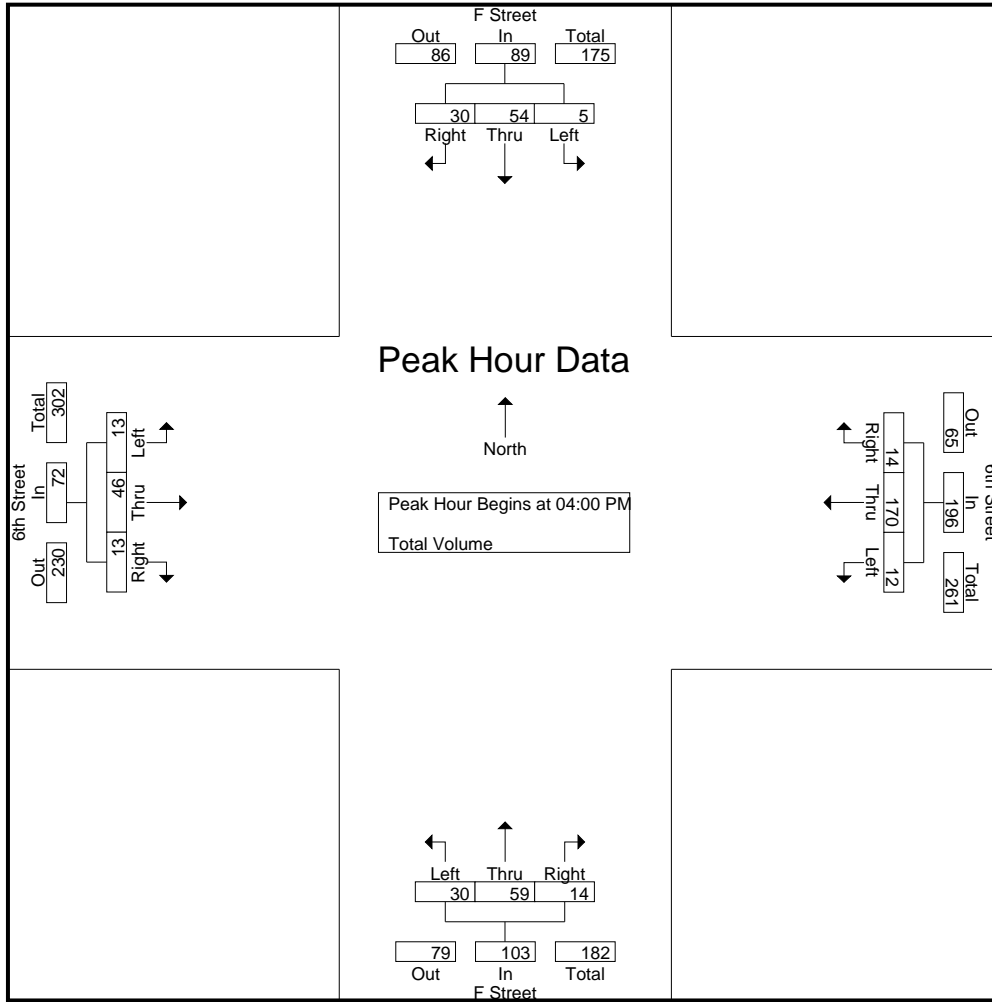 F Street
Out In Total
86 89 175
30 54 5
Right Thru Left
Peak Hour Data
North
Peak Hour Begins at 04:00 PM
Total Volume
6th Street
Out In Total
230 72 302
Left Thru Right
13 46 13
6th Street
Out In Total
65 196 261
Right Thru Left
14 170 12
Left Thru Right
30 59 14
79 103 182
Out In Total
F Street